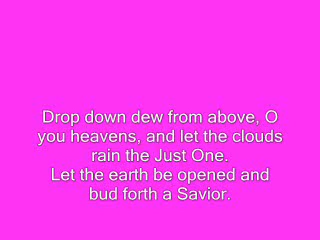 Drop down dew from above, O
you heavens, and let the clouds
rain the Just One.
Let the earth be opened and
bud forth a Savior.